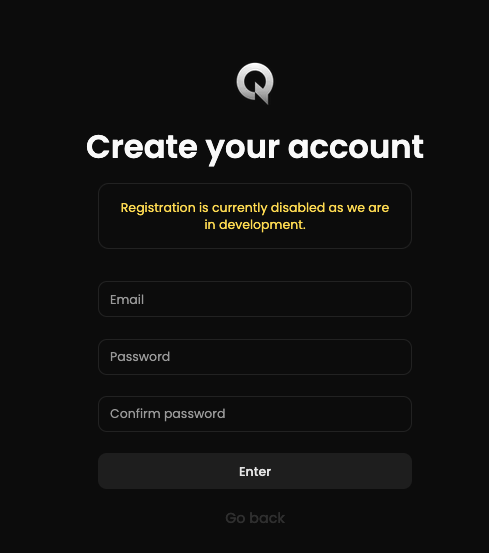 Create your account
Registration is currently disabled as we are
in development.
Email
Password
Confirm password
Enter
Go back